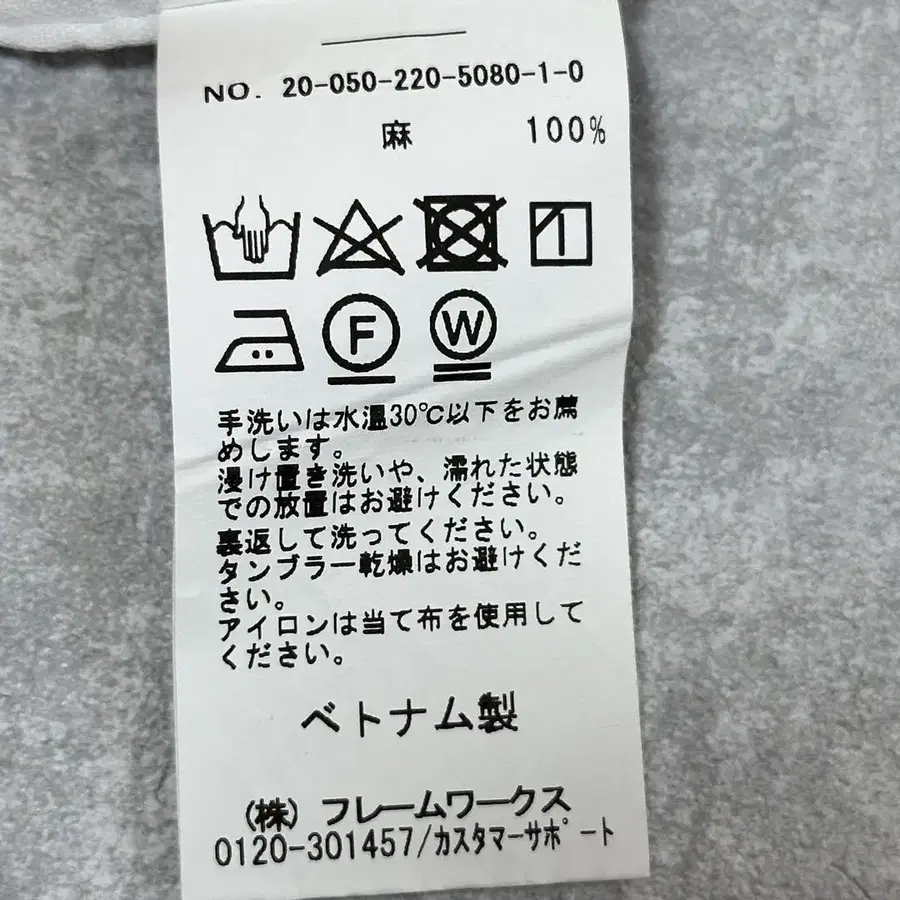 NO. 20-050-220-5080-1-0
麻 100%
F W
手洗いは水温30℃以下をお薦
めします。
浸け置き洗いや、濡れた状態
での放置はお避けください。
裏返して洗ってください。
タンブラー乾燥はお避けくだ
さい。
アイロンは当て布を使用して
ください。
ベトナム製
(株) フレームワークス
0120-301457/カスタマーサポート